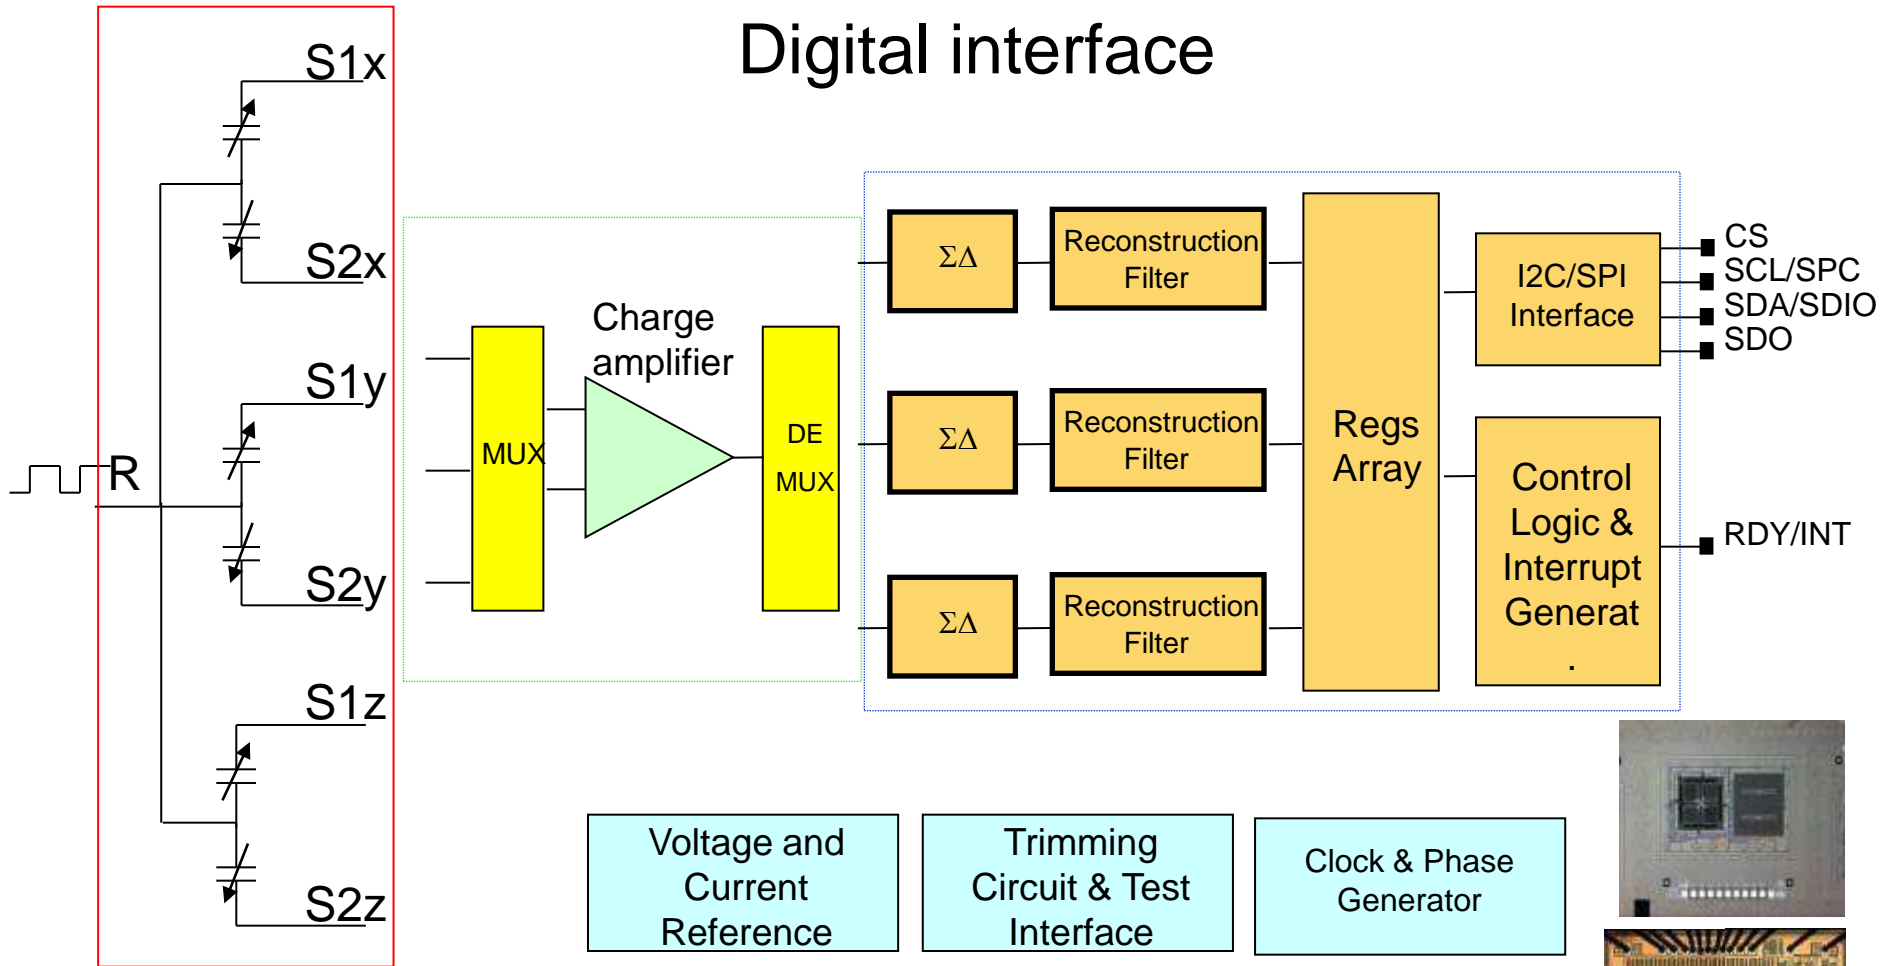 Digital interface
S1x
S2x
S1y
R
S2y
S1z
S2z
MUX
Charge
amplifier
DE
MUX
ΣΔ
Reconstruction
Filter
ΣΔ
Reconstruction
Filter
ΣΔ
Reconstruction
Filter
Regs
Array
I2C/SPI
Interface
CS
SCL/SPC
SDA/SDIO
SDO
Control
Logic &
Interrupt
Generat
.
RDY/INT
Voltage and
Current
Reference
Trimming
Circuit & Test
Interface
Clock & Phase
Generator